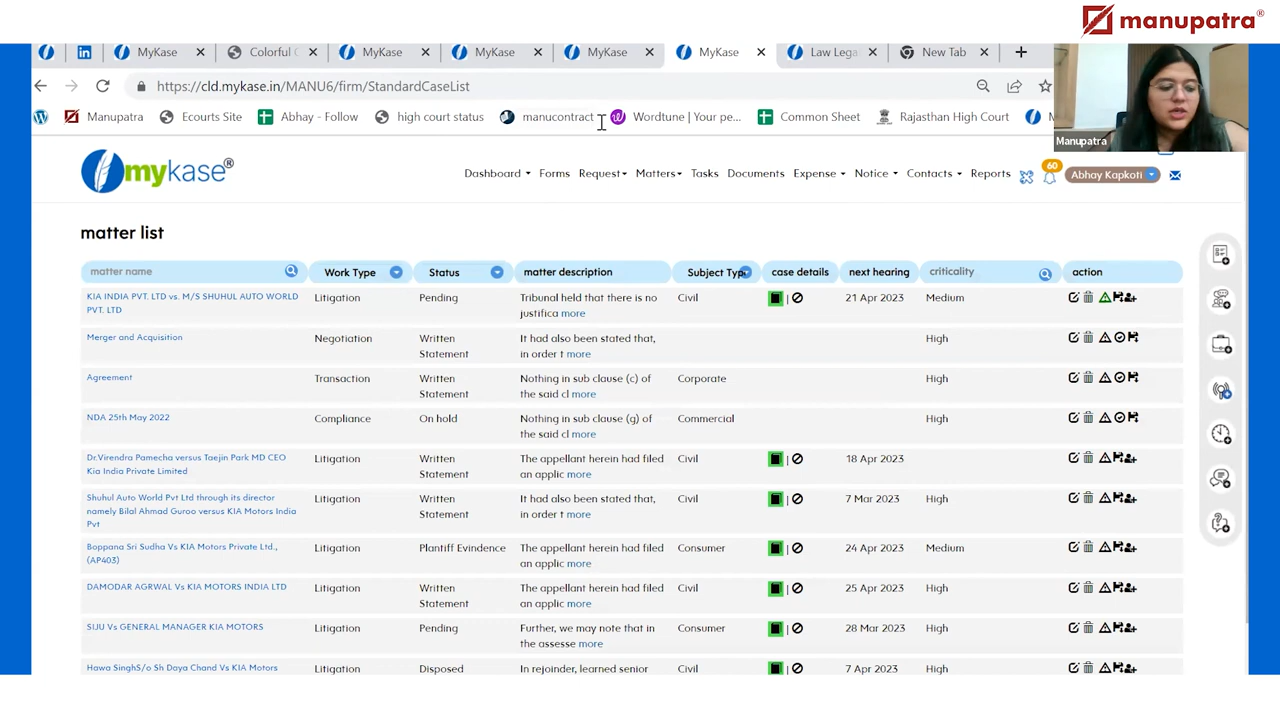 manupatra®
MyKase
Colorful C
MyKase
MyKase
MyKase
MyKase
Law Lega
New Tab
https://cld.mykase.in/MANU6/firm/StandardCaseList
Manupatra
Ecourts Site
Abhay - Follow
high court status
manucontract
Wordtune | Your pe...
Common Sheet
Rajasthan High Court
Manupatra
mykase®
Dashboard
Forms
Request
Matters
Tasks
Documents
Expense
Notice
Contacts
Reports
60
Abhay Kapkoti
matter list
matter name
Work Type
Status
matter description
Subject Typ
case details
next hearing
criticality
action
KIA INDIA PVT. LTD vs. M/S SHUHUL AUTO WORLD
PVT. LTD
Litigation
Pending
Tribunal held that there is no
justifica more
Civil
21 Apr 2023
Medium
Merger and Acquisition
Negotiation
Written
Statement
It had also been stated that,
in order t more
High
Agreement
Transaction
Written
Statement
Nothing in sub clause (c) of
the said cl more
Corporate
High
NDA 25th May 2022
Compliance
On hold
Nothing in sub clause (g) of
the said cl more
Commercial
High
Dr.Virendra Pamecha versus Taejin Park MD CEO
Kia India Private Limited
Litigation
Written
Statement
The appellant herein had filed
an applic more
Civil
18 Apr 2023
Shuhul Auto World Pvt Ltd through its director
namely Bilal Ahmad Guroo versus KIA Motors India
Pvt
Litigation
Written
Statement
It had also been stated that,
in order t more
Civil
7 Mar 2023
High
Boppana Sri Sudha Vs KIA Motors Private Ltd.,
(AP403)
Litigation
Plantiff Evindence
The appellant herein had filed
an applic more
Consumer
24 Apr 2023
Medium
DAMODAR AGRWAL Vs KIA MOTORS INDIA LTD
Litigation
Written
Statement
The appellant herein had filed
an applic more
Civil
25 Apr 2023
High
SIJU Vs GENERAL MANAGER KIA MOTORS
Litigation
Pending
Further, we may note that in
the assesse more
Consumer
28 Mar 2023
High
Hawa SinghS/o Sh Daya Chand Vs KIA Motors
Litigation
Disposed
In rejoinder, learned senior
Civil
7 Apr 2023
High